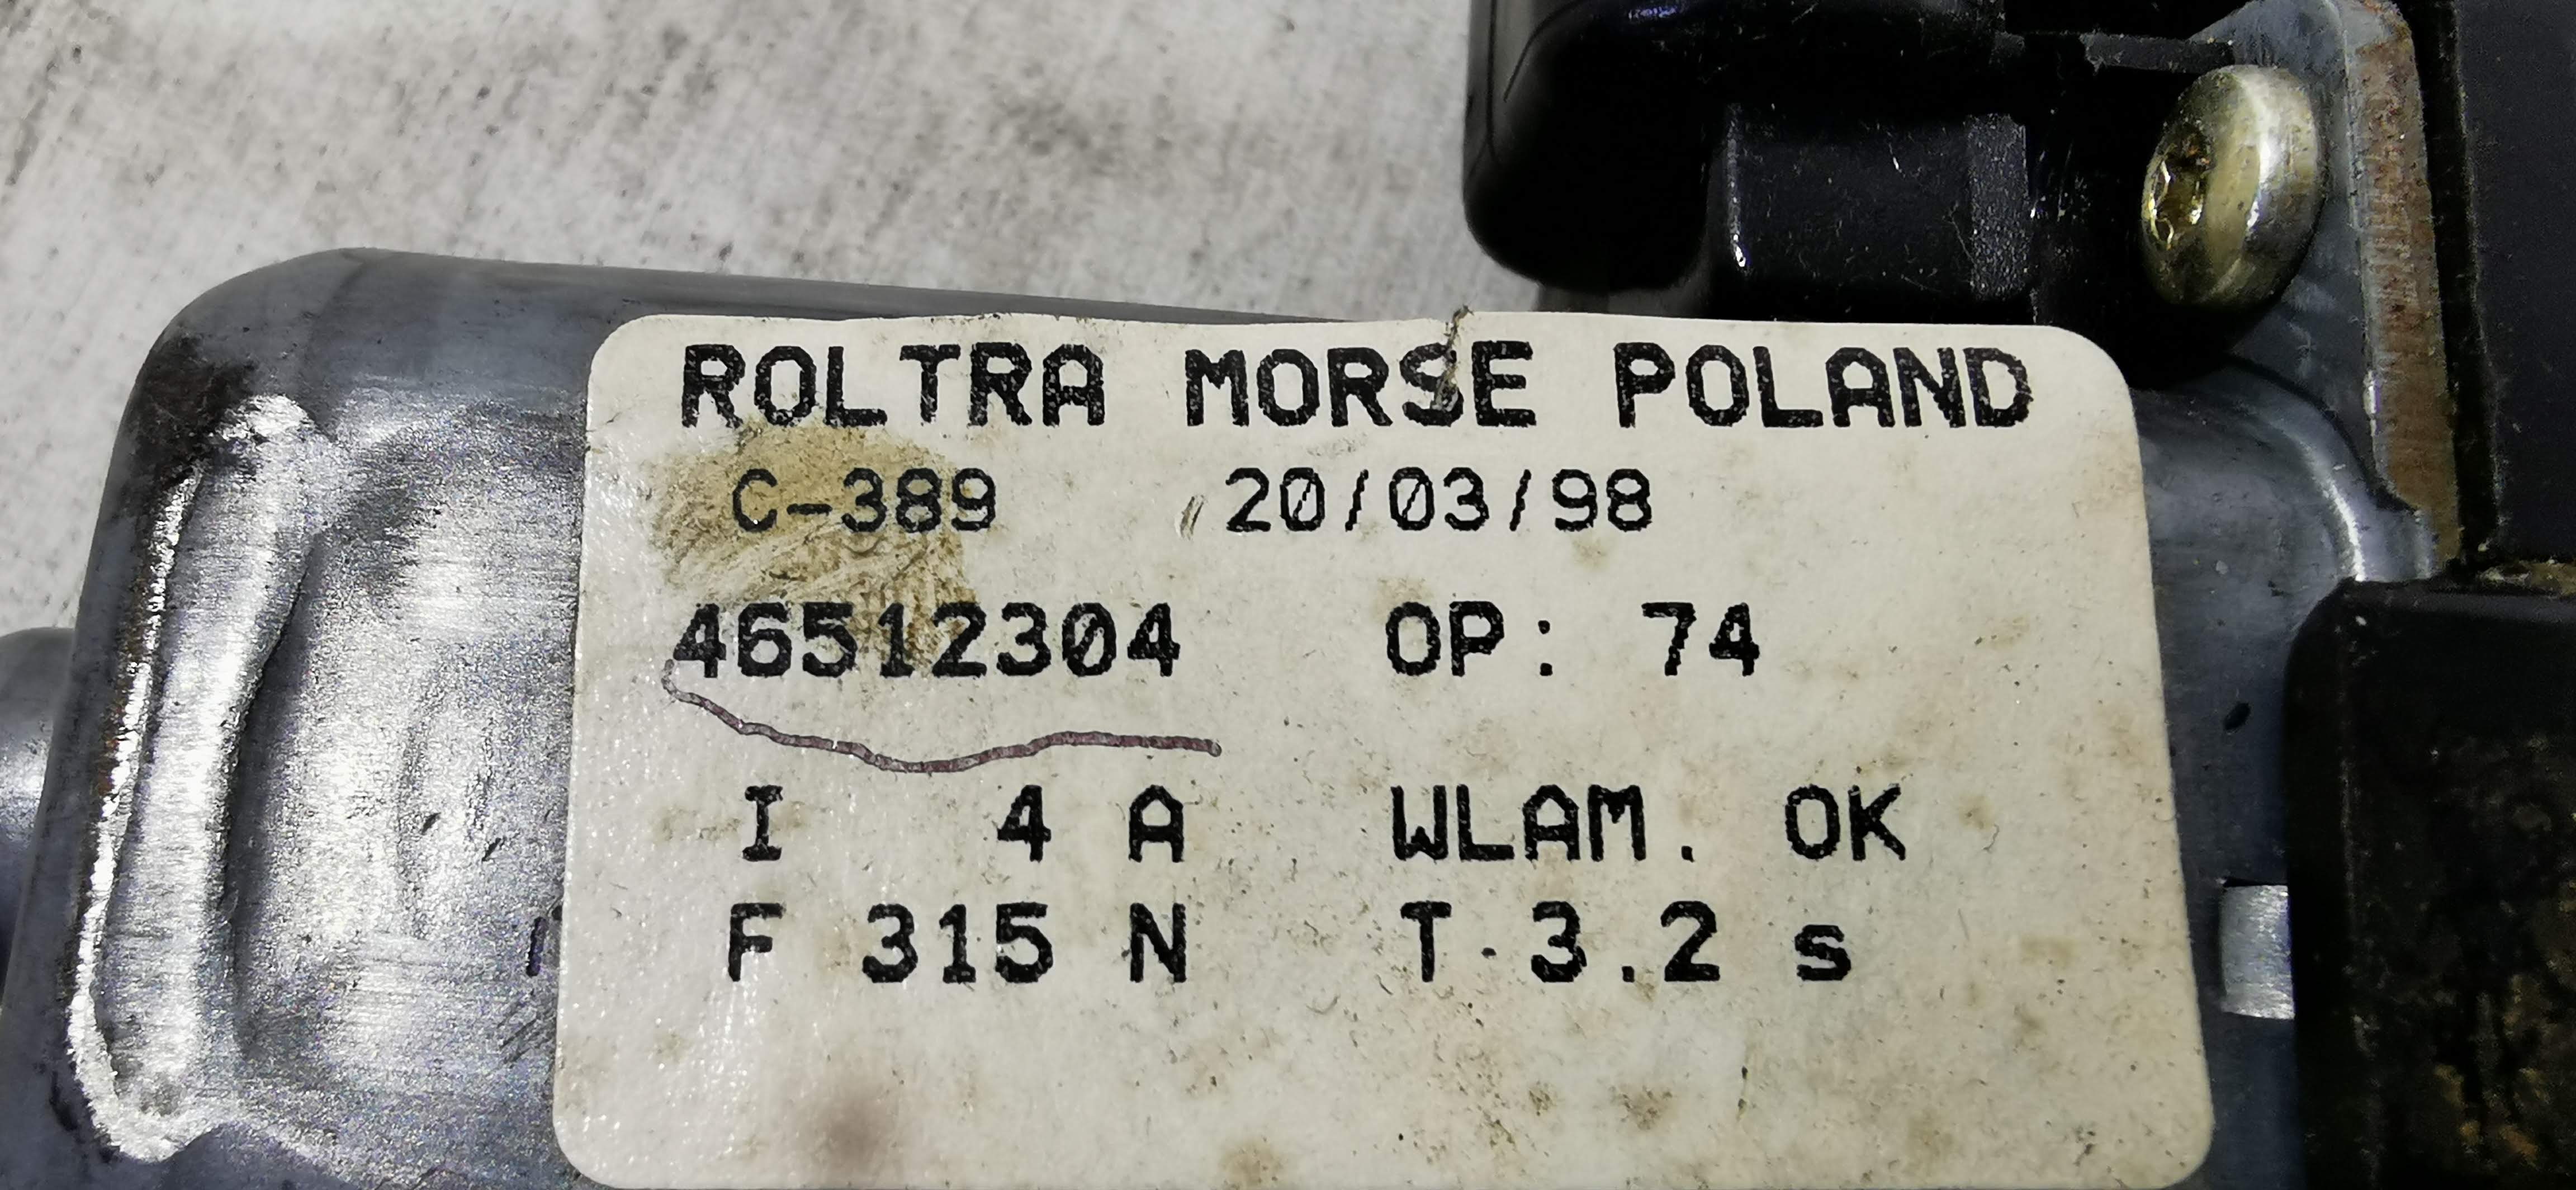 ROLTRA MORSE POLAND
C-389 20/03/98
46512304 OP: 74
I 4 A WLAM. OK
F 315 N T 3.2 s